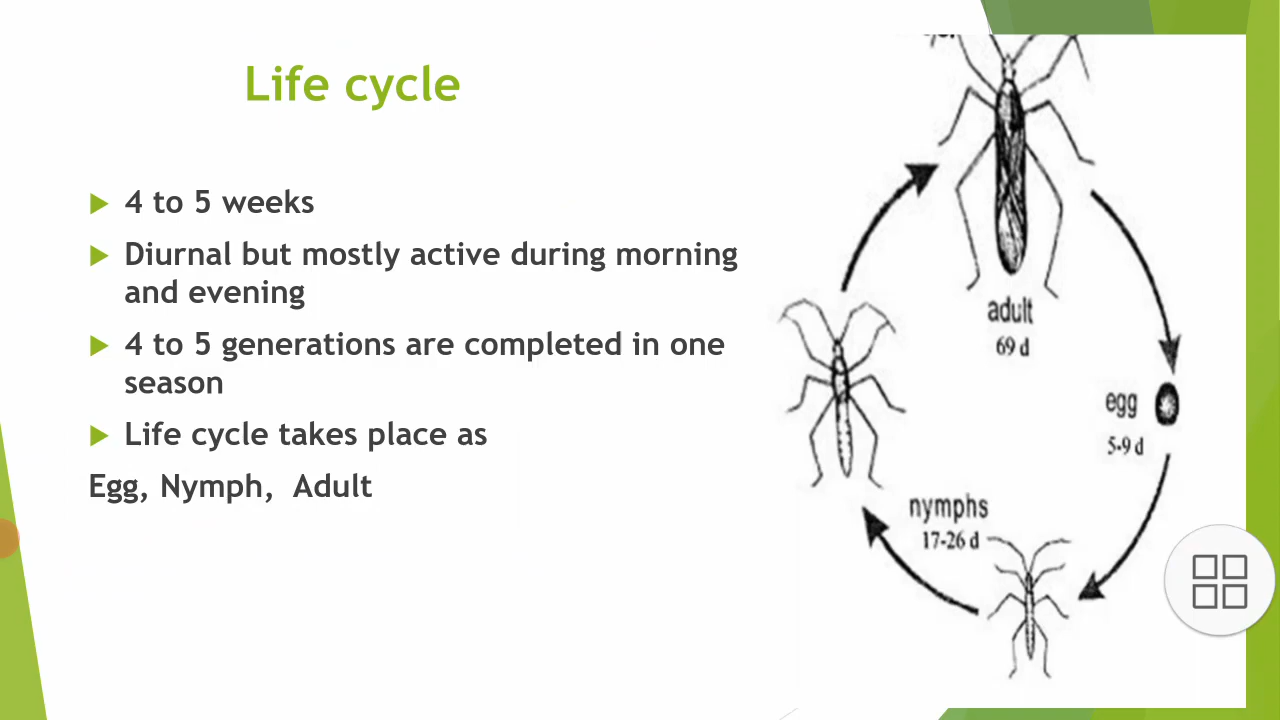 Life cycle
4 to 5 weeks
Diurnal but mostly active during morning
and evening
4 to 5 generations are completed in one
season
Life cycle takes place as
Egg, Nymph,  Adult
adult
69 d
egg
5-9 d
nymphs
17-26 d